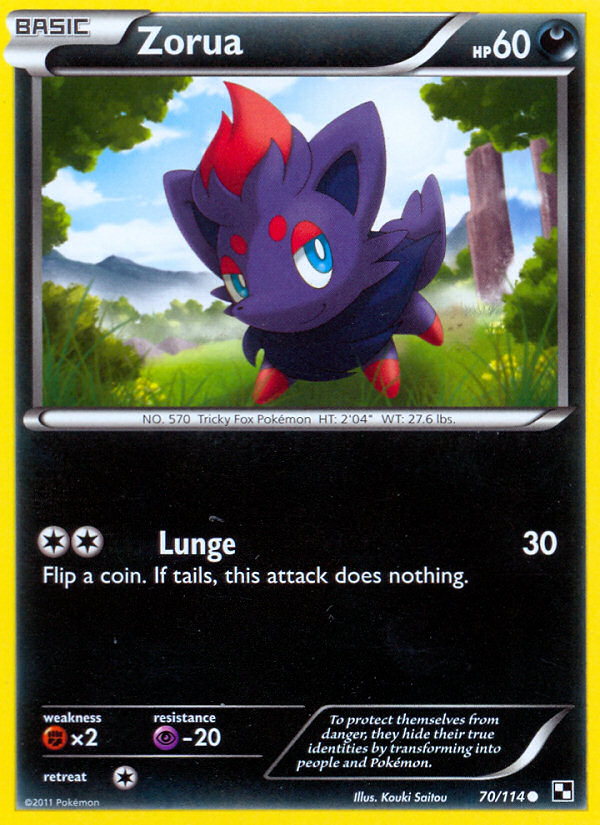 BASIC
Zorua
HP60
NO. 570 Tricky Fox Pokémon HT: 2'04" WT: 27.6 lbs.
Lunge 30
Flip a coin. If tails, this attack does nothing.
weakness
×2
resistance
-20
To protect themselves from
danger, they hide their true
identities by transforming into
people and Pokémon.
retreat
©2011 Pokémon
Illus. Kouki Saitou
70/114